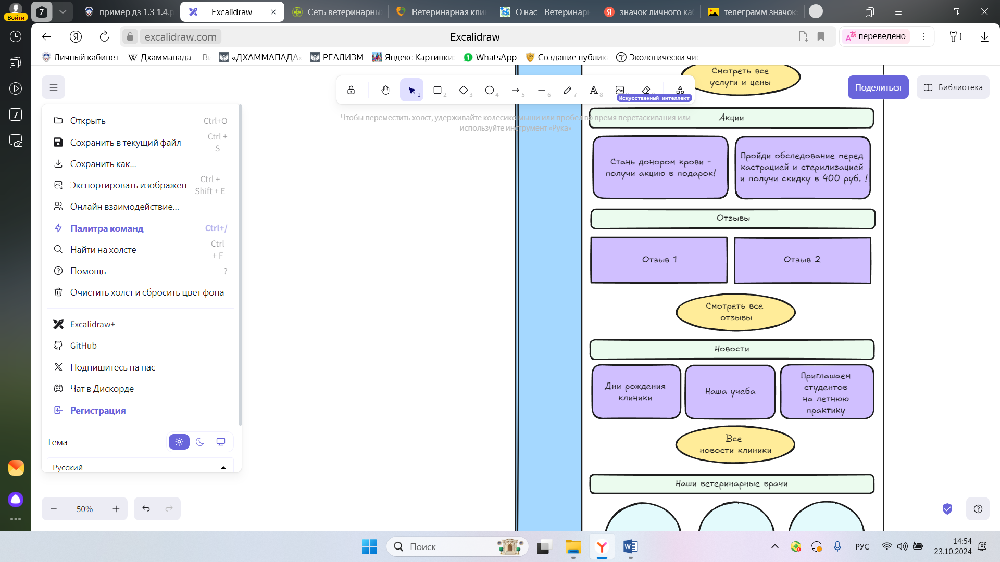 Войти
7
пример дз 1.3 1.4.p
Excalidraw
Сеть ветеринарны
Ветеринарная кли
О нас - Ветеринар
значок личного ка
телеграмм значок
excalidraw.com
Excalidraw
переведено
Личный кабинет
Дхаммапада — В
«ДХАММАПАДА»
РЕАЛИЗМ
Яндекс Картинки:
WhatsApp
Создание публик
Экологически чи
7
1
2
3
4
5
6
7
8
Искусственный интеллект
Поделиться
Библиотека
Чтобы переместить холст, удерживайте колесико мыши или пробел во время перетаскивания или
используйте инструмент «Рука»
Открыть Ctrl+O
Сохранить в текущий файл Ctrl +
S
Сохранить как...
Экспортировать изображен Ctrl +
Shift + E
Онлайн взаимодействие...
Палитра команд Ctrl+/
Найти на холсте Ctrl
+ F
Помощь ?
Очистить холст и сбросить цвет фона
Excalidraw+
GitHub
Подпишитесь на нас
Чат в Дискорде
Регистрация
Тема
Русский
50%
Смотреть все
услуги и цены
Акции
Стань донором крови -
получи акцию в подарок!
Пройди обследование перед
кастрацией и стерилизацией
и получи скидку в 400 руб. !
Отзывы
Отзыв 1
Отзыв 2
Смотреть все
отзывы
Новости
Дни рождения
клиники
Наша учеба
Приглашаем
студентов
на летнюю
практику
Все
новости клиники
Наши ветеринарные врачи
Поиск
РУС
14:54
23.10.2024